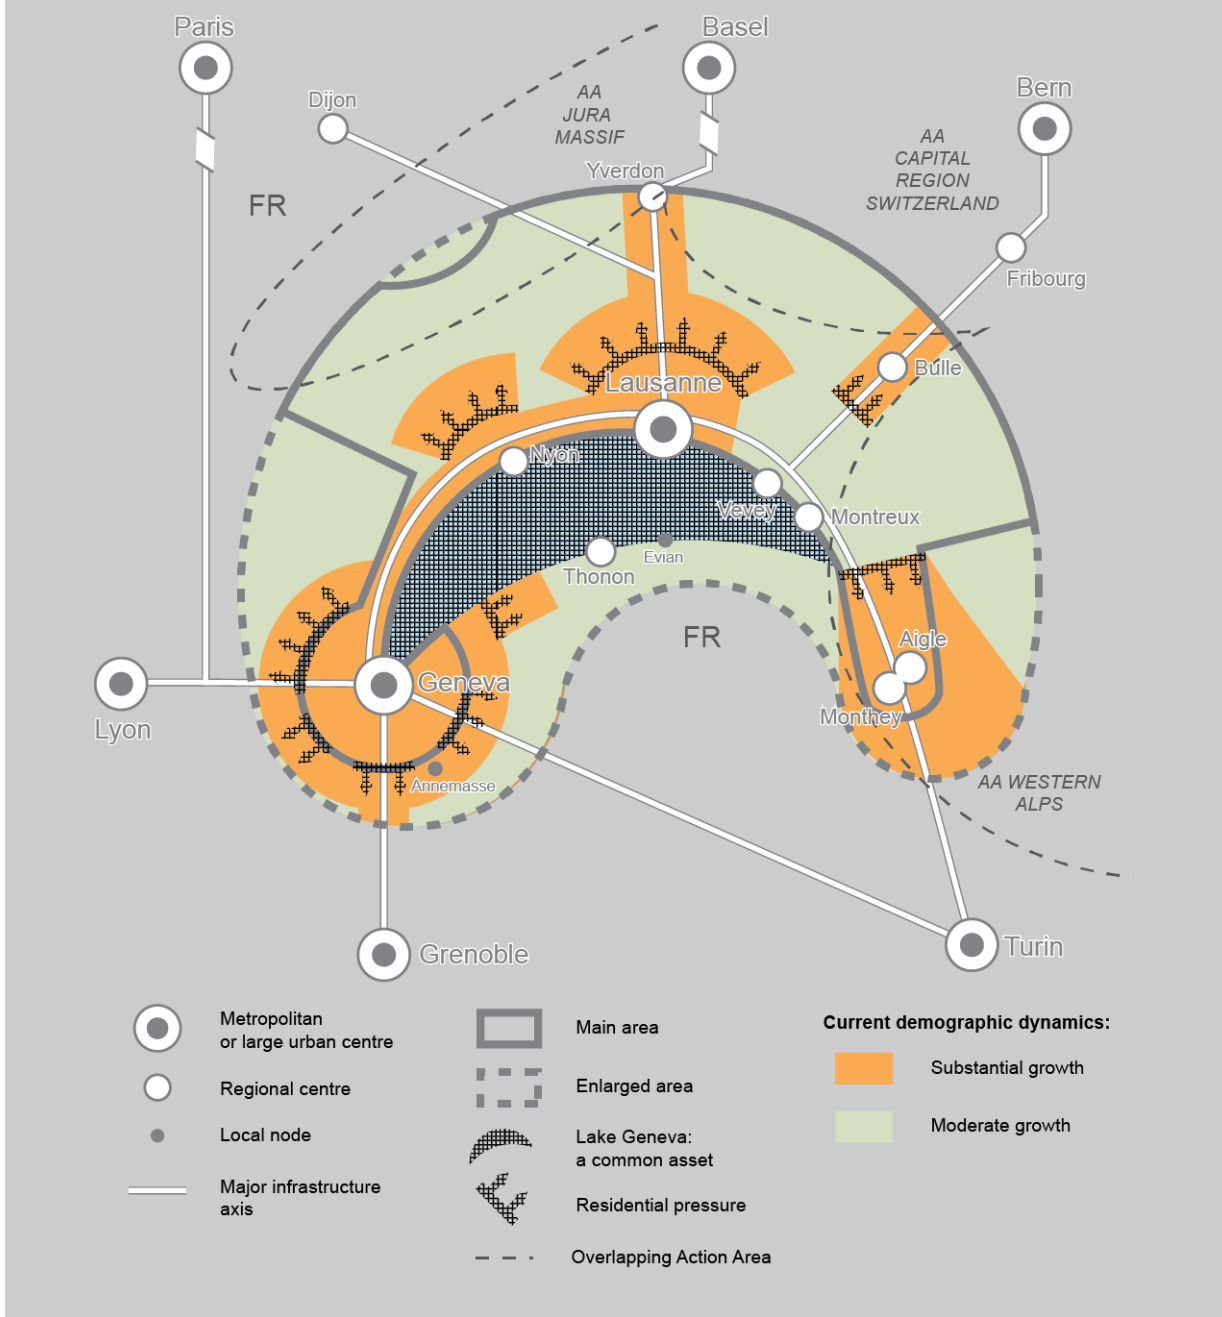 Paris
Basel
Bern
Dijon
AA
JURA
MASSIF
AA
CAPITAL
REGION
SWITZERLAND
Yverdon
FR
Fribourg
Bulle
Lausanne
Nyon
Vevey
Montreux
Evian
Thonon
FR
Aigle
Geneva
Monthey
Lyon
Annemasse
AA WESTERN
ALPS
Grenoble
Turin
Metropolitan
or large urban centre
Regional centre
Local node
Major infrastructure
axis
Main area
Enlarged area
Lake Geneva:
a common asset
Residential pressure
Overlapping Action Area
Current demographic dynamics:
Substantial growth
Moderate growth